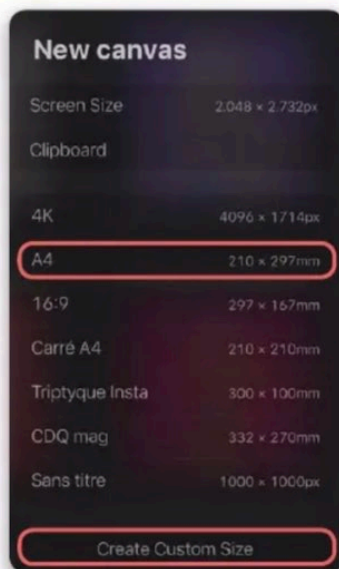 New canvas
Screen Size 2.048 × 2.732px
Clipboard
4K 4096 × 1714px
A4 210 × 297mm
16:9 297 × 167mm
Carré A4 210 × 210mm
Triptyque Insta 300 × 100mm
CDQ mag 332 × 270mm
Sans titre 1000 × 1000px
Create Custom Size